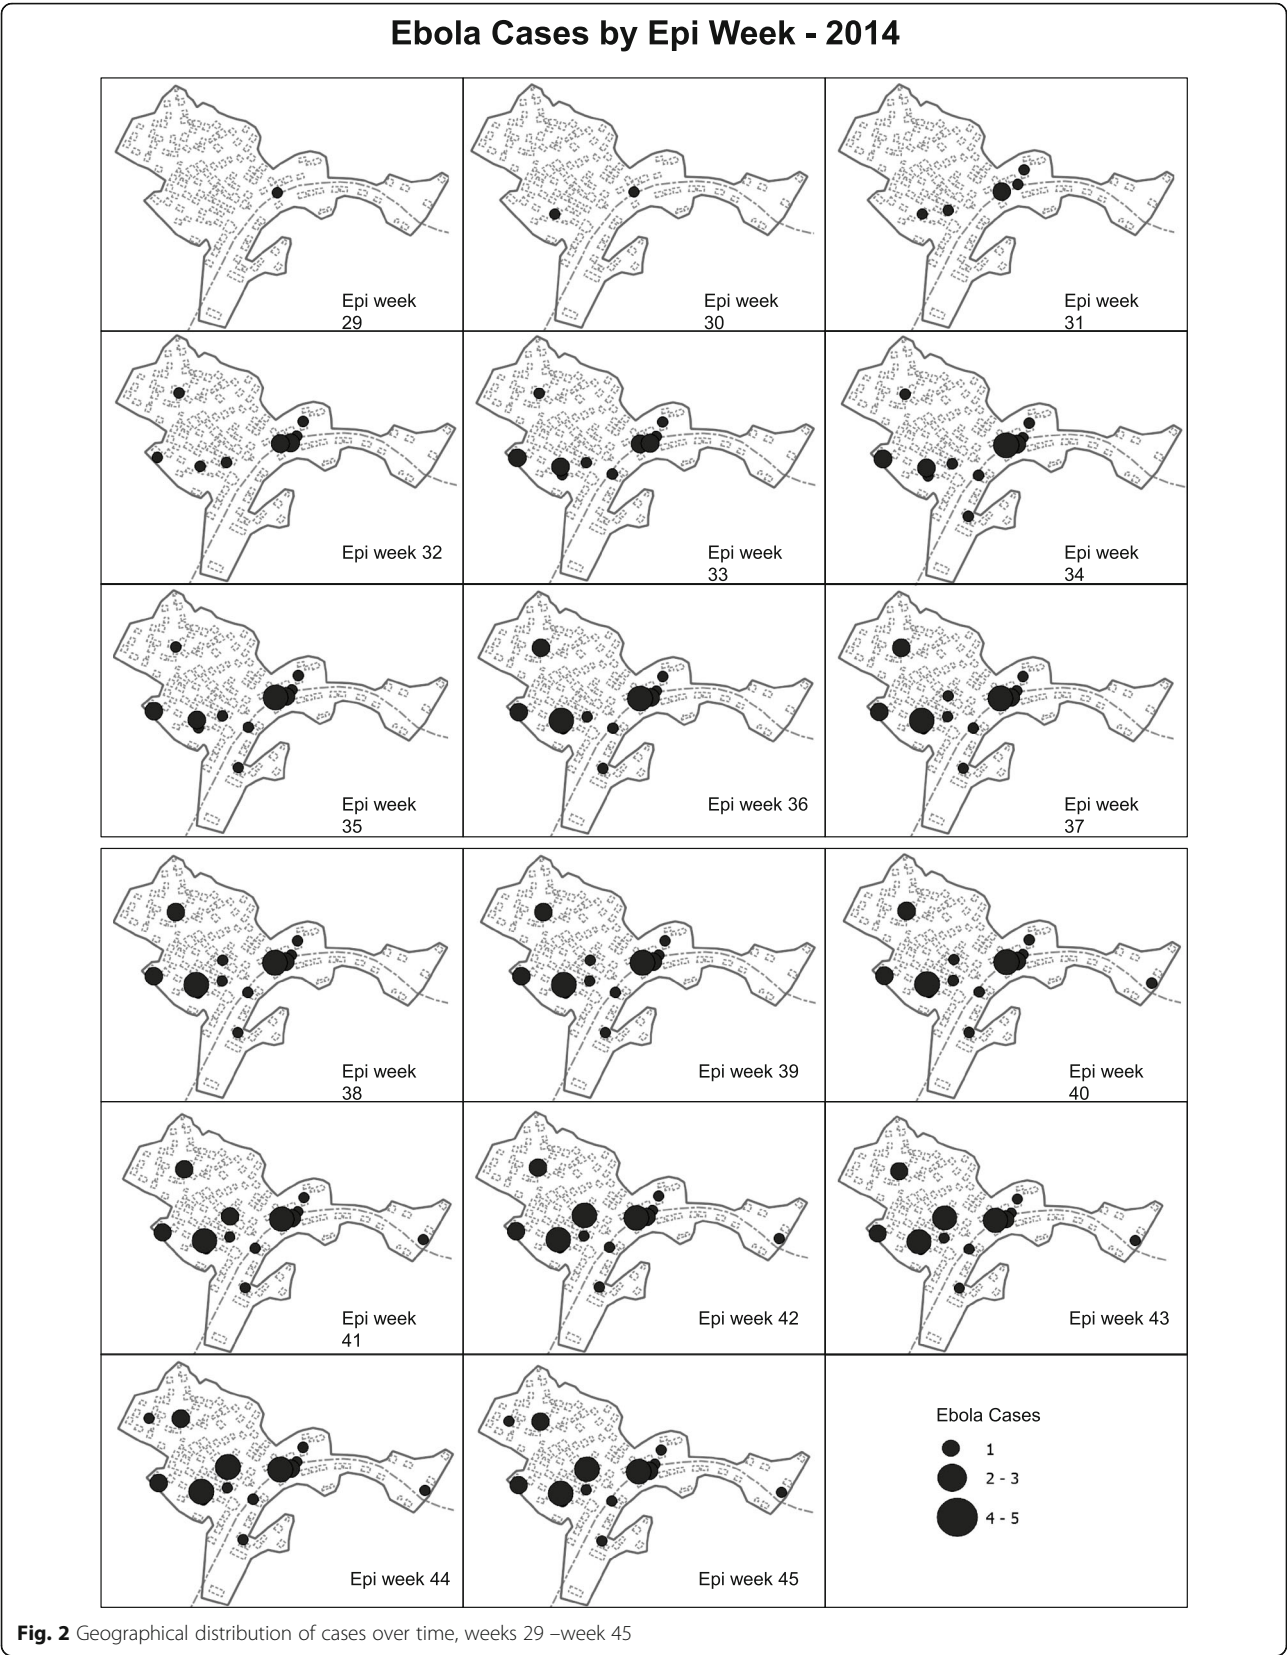 Ebola Cases by Epi Week - 2014
Epi week
29
Epi week
30
Epi week
31
Epi week 32
Epi week
33
Epi week
34
Epi week
35
Epi week 36
Epi week
37
Epi week
38
Epi week 39
Epi week
40
Epi week
41
Epi week 42
Epi week 43
Epi week 44
Epi week 45
Ebola Cases
1
2 - 3
4 - 5
Fig. 2 Geographical distribution of cases over time, weeks 29 –week 45